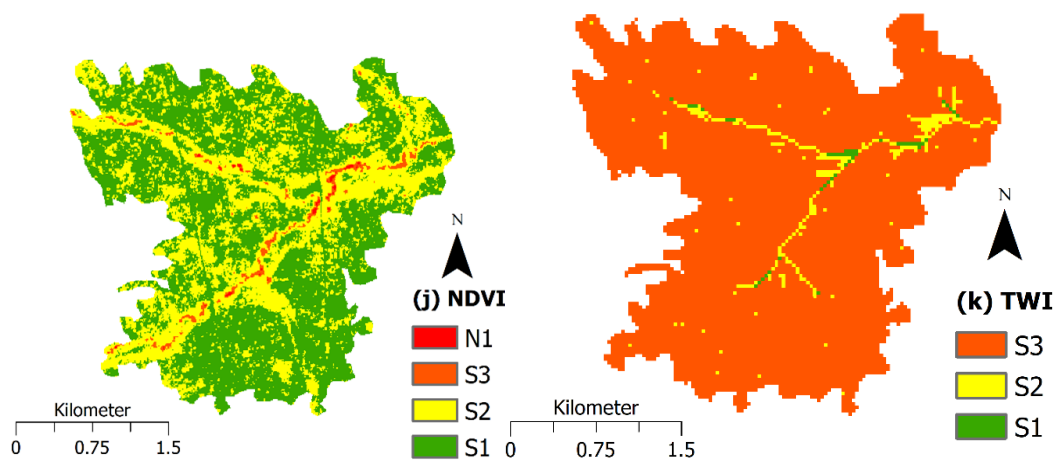 N
(j) NDVI
N1
S3
S2
S1
Kilometer
0 0.75 1.5
N
(k) TWI
S3
S2
S1
Kilometer
0 0.75 1.5